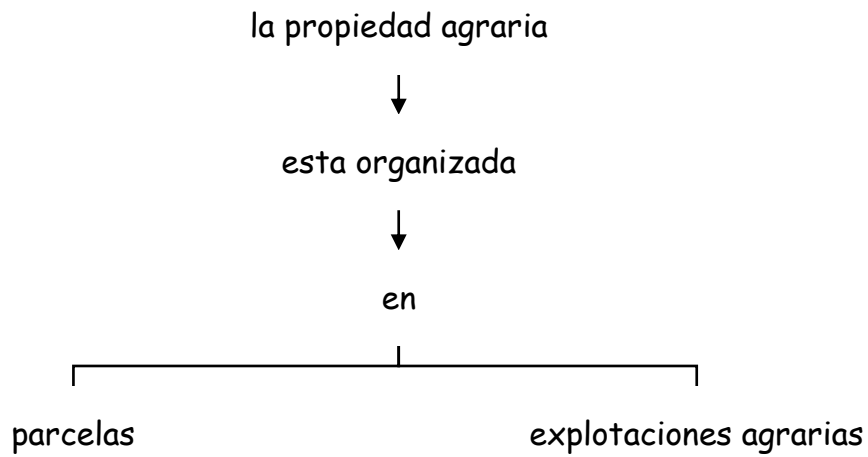 la propiedad agraria
esta organizada
en
parcelas
explotaciones agrarias